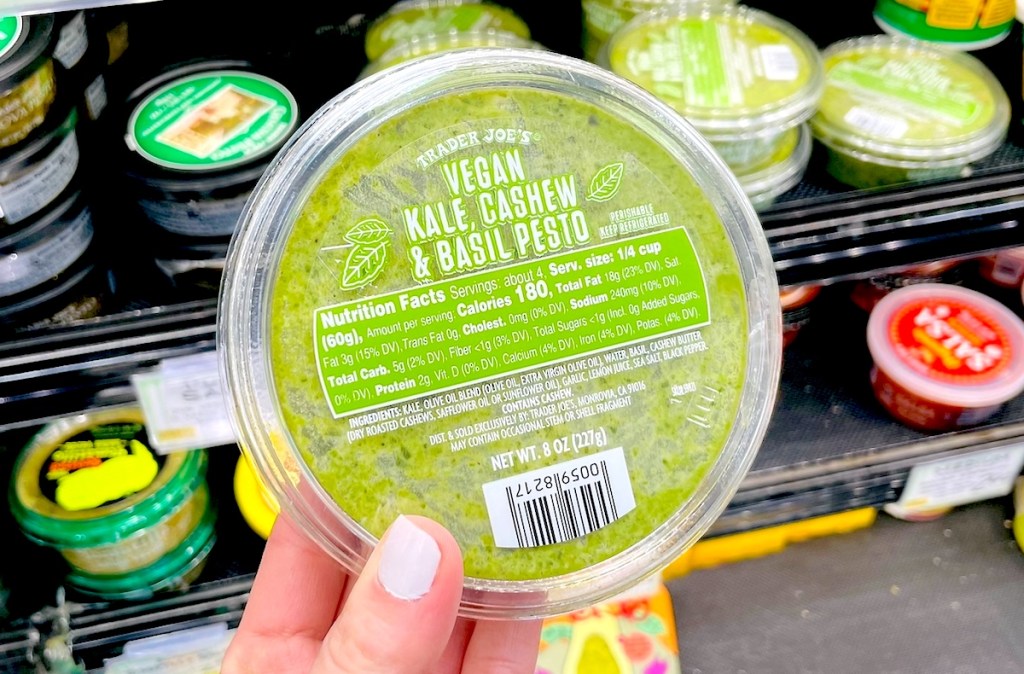 TRADER JOE'S
VEGAN
KALE, CASHEW
& BASIL PESTO
PERISHABLE
KEEP REFRIGERATED
Nutrition Facts Servings: about 4, Serv. size: 1/4 cup
(60g), Amount per serving: Calories 180, Total Fat 18g (23% DV), Sat.
Fat 3g (15% DV), Trans Fat 0g, Cholest. 0mg (0% DV), Sodium 240mg (10% DV),
Total Carb. 5g (2% DV), Fiber <1g (3% DV), Total Sugars <1g (Incl. 0g Added Sugars,
0% DV), Protein 2g, Vit. D (0% DV), Calcium (4% DV), Iron (4% DV), Potas. (4% DV)
INGREDIENTS: KALE, OLIVE OIL BLEND (OLIVE OIL, EXTRA VIRGIN OLIVE OIL), WATER, BASIL, CASHEW BUTTER
(DRY ROASTED CASHEWS, SAFFLOWER OIL OR SUNFLOWER OIL), GARLIC, LEMON JUICE, SEA SALT, BLACK PEPPER.
CONTAINS CASHEW.
DIST. & SOLD EXCLUSIVELY BY: TRADER JOE'S, MONROVIA, CA 91016
MAY CONTAIN OCCASIONAL STEM OR SHELL FRAGMENT
NET WT. 8 OZ (227g)
0059 8217
SALSA